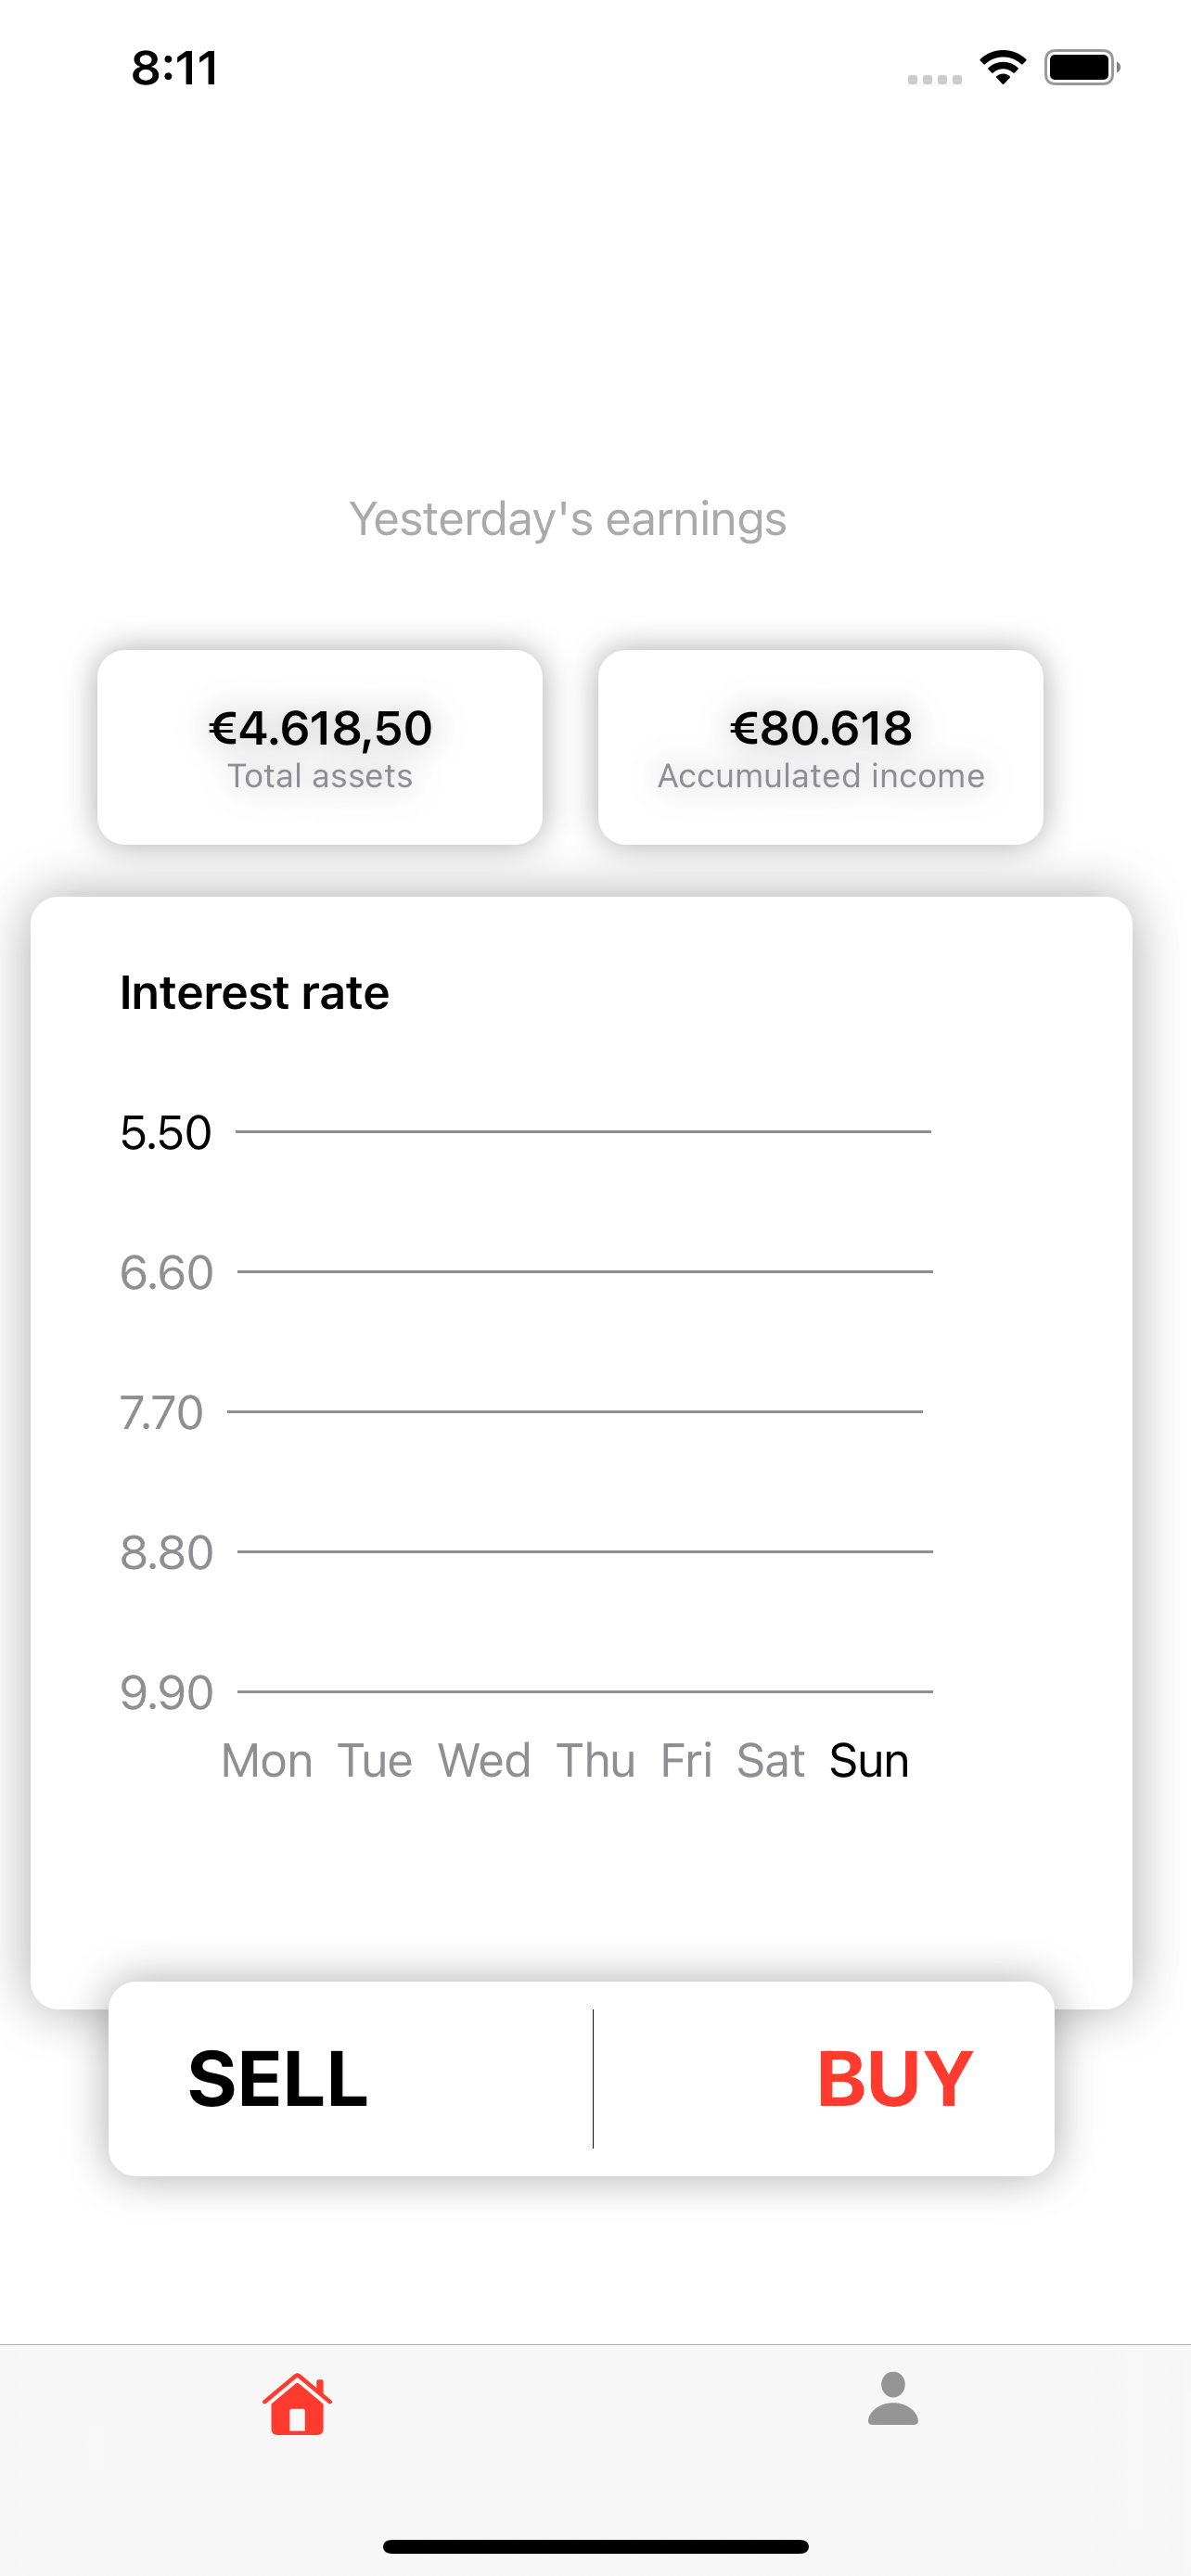 8:11
Yesterday's earnings
€4.618,50
Total assets
€80.618
Accumulated income
Interest rate
5.50
6.60
7.70
8.80
9.90
Mon Tue Wed Thu Fri Sat Sun
SELL BUY